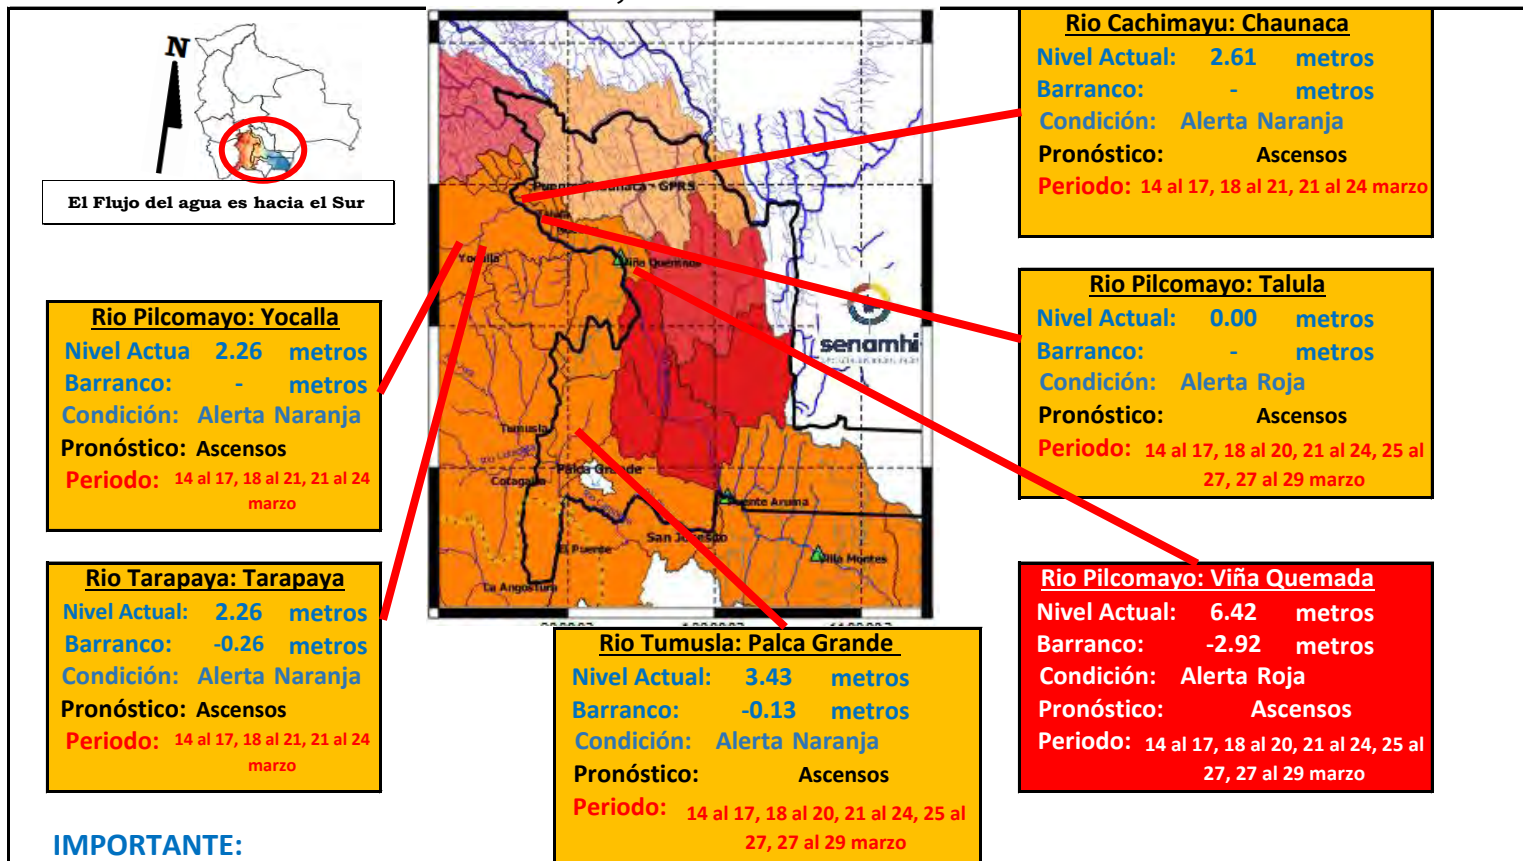 N
El Flujo del agua es hacia el Sur
Rio Cachimayu: Chaunaca
Nivel Actual: 2.61 metros
Barranco: - metros
Condición: Alerta Naranja
Pronóstico: Ascensos
Periodo: 14 al 17, 18 al 21, 21 al 24 marzo
Puente Chaunaca - GPRS
Talula
Yocalla
Viña Quemada
senamhi
Tumusla
Palca Grande
Cotagaita
Puente Aruma
San Josecito
El Puente
Villa Montes
La Angostura
Rio Pilcomayo: Yocalla
Nivel Actua 2.26 metros
Barranco: - metros
Condición: Alerta Naranja
Pronóstico: Ascensos
Periodo: 14 al 17, 18 al 21, 21 al 24
marzo
Rio Pilcomayo: Talula
Nivel Actual: 0.00 metros
Barranco: - metros
Condición: Alerta Roja
Pronóstico: Ascensos
Periodo: 14 al 17, 18 al 20, 21 al 24, 25 al
27, 27 al 29 marzo
Rio Tarapaya: Tarapaya
Nivel Actual: 2.26 metros
Barranco: -0.26 metros
Condición: Alerta Naranja
Pronóstico: Ascensos
Periodo: 14 al 17, 18 al 21, 21 al 24
marzo
Rio Tumusla: Palca Grande
Nivel Actual: 3.43 metros
Barranco: -0.13 metros
Condición: Alerta Naranja
Pronóstico: Ascensos
Periodo: 14 al 17, 18 al 20, 21 al 24, 25 al
27, 27 al 29 marzo
Rio Pilcomayo: Viña Quemada
Nivel Actual: 6.42 metros
Barranco: -2.92 metros
Condición: Alerta Roja
Pronóstico: Ascensos
Periodo: 14 al 17, 18 al 20, 21 al 24, 25 al
27, 27 al 29 marzo
IMPORTANTE: